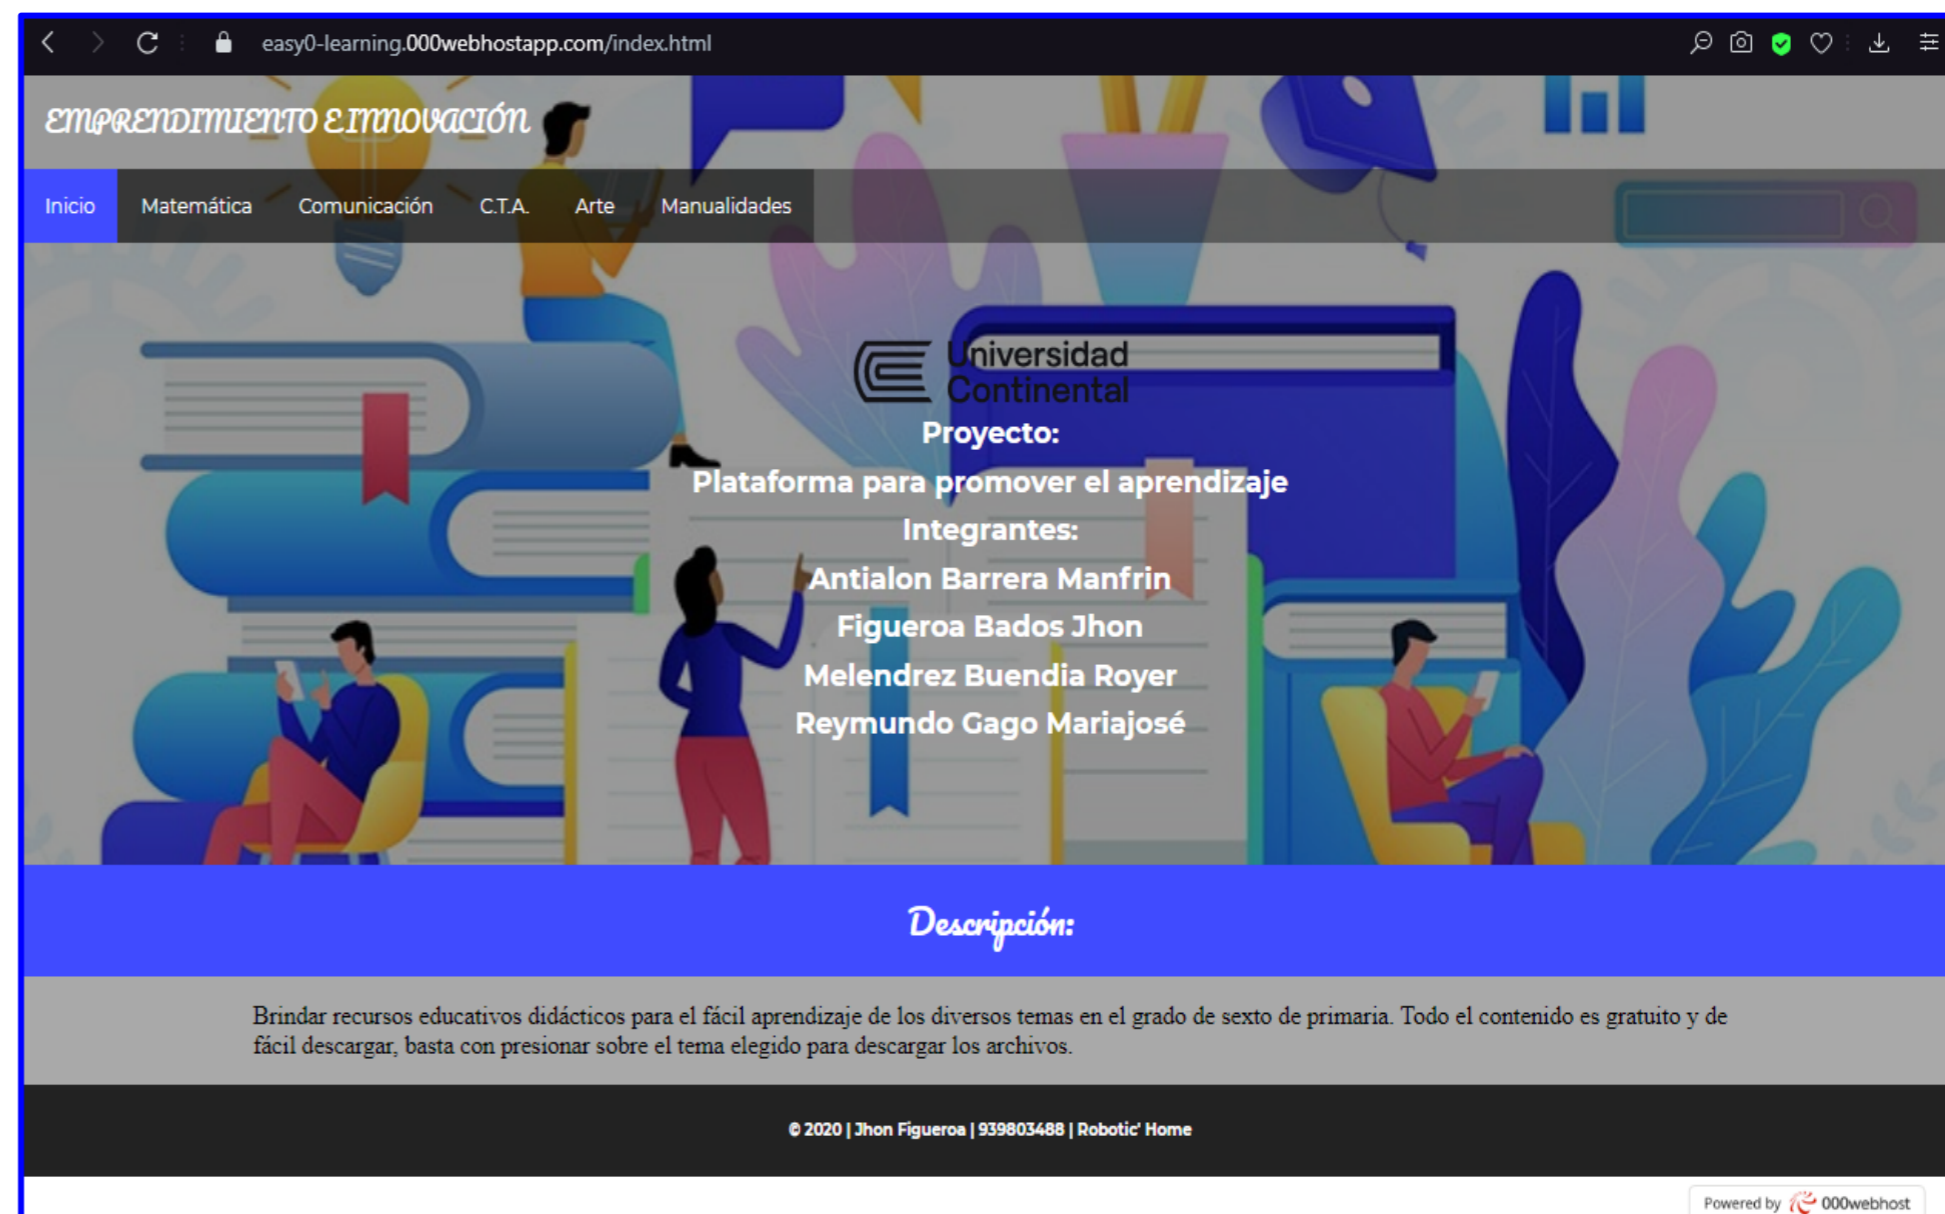 easy0-learning.000webhostapp.com/index.html
EMPRENDIMIENTO E INNOVACIÓN
Inicio Matemática Comunicación C.T.A. Arte Manualidades
Universidad
Continental
Proyecto:
Plataforma para promover el aprendizaje
Integrantes:
Antialon Barrera Manfrin
Figueroa Bados Jhon
Melendrez Buendia Royer
Reymundo Gago Mariajosé
Descripción:
Brindar recursos educativos didácticos para el fácil aprendizaje de los diversos temas en el grado de sexto de primaria. Todo el contenido es gratuito y de
fácil descargar, basta con presionar sobre el tema elegido para descargar los archivos.
© 2020 | Jhon Figueroa | 939803488 | Robotic' Home
Powered by 000webhost